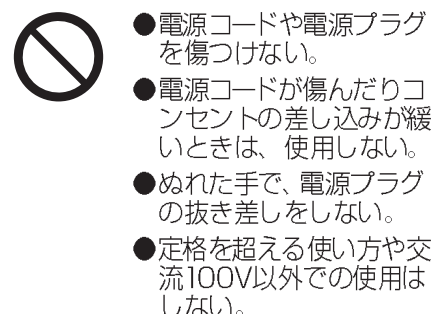 ●電源コードや電源プラグ
を傷つけない。
●電源コードが傷んだりコ
ンセントの差し込みが緩
いときは、使用しない。
●ぬれた手で、電源プラグ
の抜き差しをしない。
●定格を超える使い方や交
流100V以外での使用は
しない。